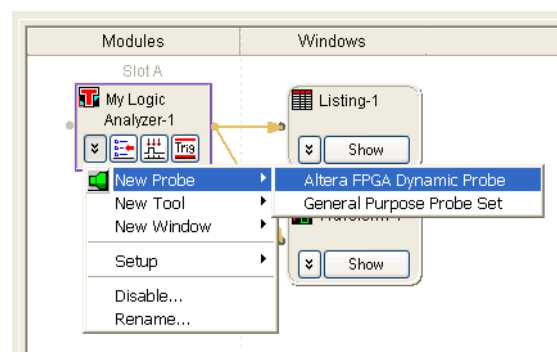 Modules
Windows
Slot A
My Logic
Analyzer-1
Trig
Listing-1
Show
New Probe
New Tool
New Window
Setup
Disable...
Rename...
Altera FPGA Dynamic Probe
General Purpose Probe Set
Show